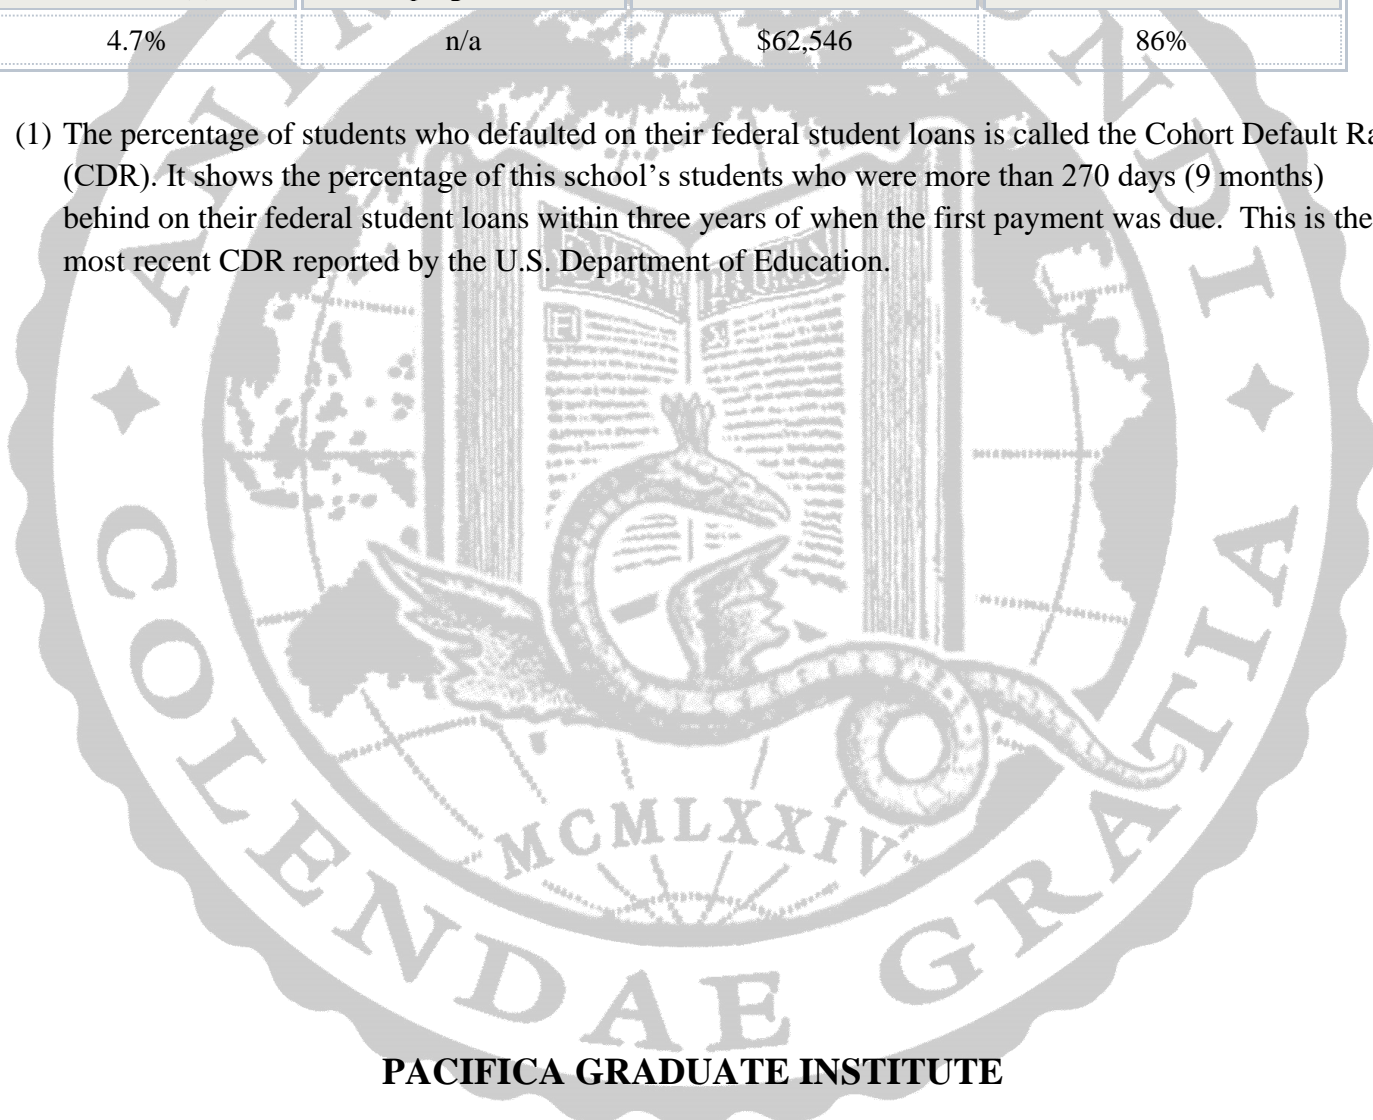 4.7% n/a $62,546 86%
(1) The percentage of students who defaulted on their federal student loans is called the Cohort Default Ra
(CDR). It shows the percentage of this school’s students who were more than 270 days (9 months)
behind on their federal student loans within three years of when the first payment was due. This is the
most recent CDR reported by the U.S. Department of Education.
MCMLXXIV
COLENDAE GRATIA
PACIFICA GRADUATE INSTITUTE